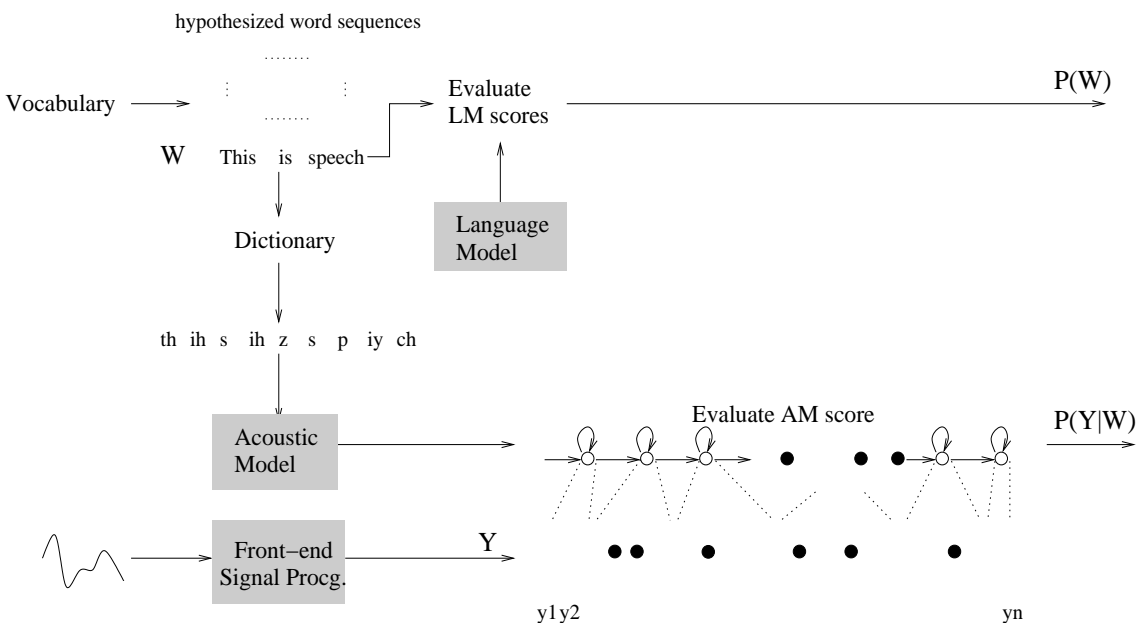 hypothesized word sequences
Vocabulary
Evaluate
LM scores
P(W)
W This is speech
Language
Model
Dictionary
th ih s ih z s p iy ch
Acoustic
Model
Evaluate AM score
P(Y|W)
Front−end
Signal Procg.
Y
y1y2 yn